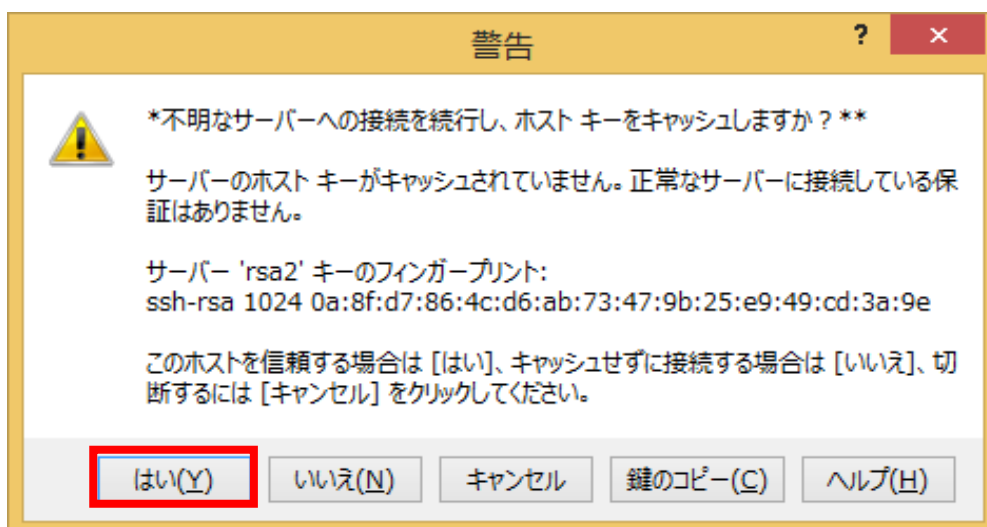 警告
? ×
*不明なサーバーへの接続を続行し、ホスト キーをキャッシュしますか ? **
サーバーのホスト キーがキャッシュされていません。正常なサーバーに接続している保
証はありません。
サーバー 'rsa2' キーのフィンガープリント:
ssh-rsa 1024 0a:8f:d7:86:4c:d6:ab:73:47:9b:25:e9:49:cd:3a:9e
このホストを信頼する場合は [はい]、キャッシュせずに接続する場合は [いいえ]、切
断するには [キャンセル] をクリックしてください。
はい(Y) いいえ(N) キャンセル 鍵のコピー(C) ヘルプ(H)